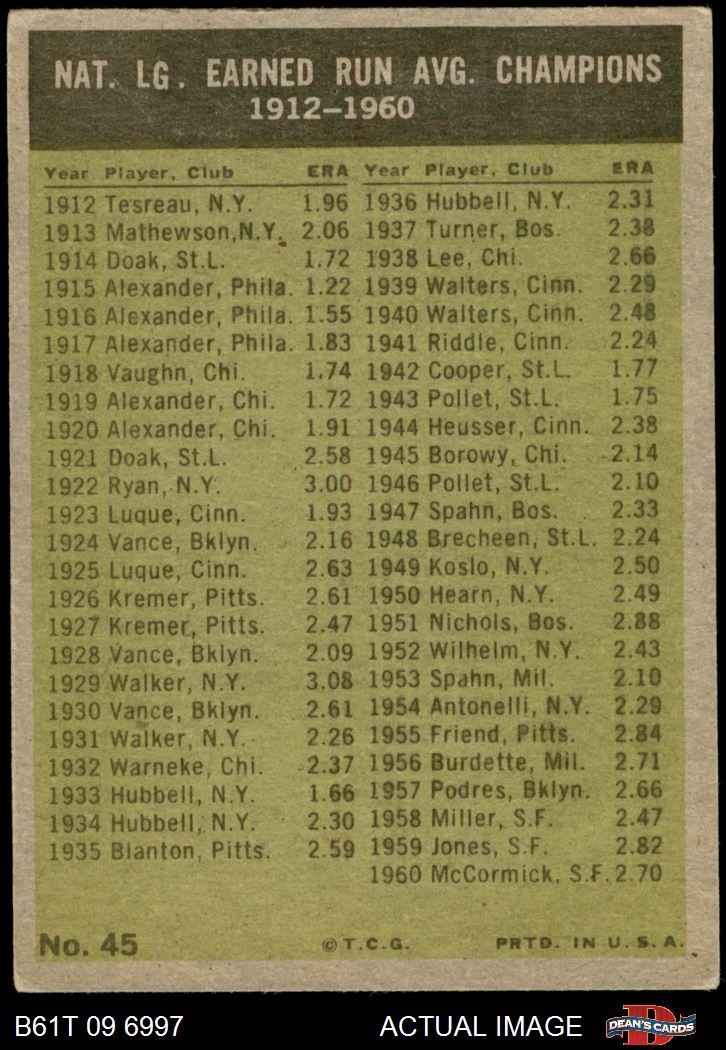 NAT. LG. EARNED RUN AVG. CHAMPIONS
1912–1960
Year Player, Club ERA Year Player, Club ERA
1912 Tesreau, N.Y. 1.96 1936 Hubbell, N.Y. 2.31
1913 Mathewson, N.Y. 2.06 1937 Turner, Bos. 2.38
1914 Doak, St.L. 1.72 1938 Lee, Chi. 2.66
1915 Alexander, Phila. 1.22 1939 Walters, Cinn. 2.29
1916 Alexander, Phila. 1.55 1940 Walters, Cinn. 2.48
1917 Alexander, Phila. 1.83 1941 Riddle, Cinn. 2.24
1918 Vaughn, Chi. 1.74 1942 Cooper, St.L. 1.77
1919 Alexander, Chi. 1.72 1943 Pollet, St.L. 1.75
1920 Alexander, Chi. 1.91 1944 Heusser, Cinn. 2.38
1921 Doak, St.L. 2.58 1945 Borowy, Chi. 2.14
1922 Ryan, N.Y. 3.00 1946 Pollet, St.L. 2.10
1923 Luque, Cinn. 1.93 1947 Spahn, Bos. 2.33
1924 Vance, Bklyn. 2.16 1948 Brecheen, St.L. 2.24
1925 Luque, Cinn. 2.63 1949 Koslo, N.Y. 2.50
1926 Kremer, Pitts. 2.61 1950 Hearn, N.Y. 2.49
1927 Kremer, Pitts. 2.47 1951 Nichols, Bos. 2.88
1928 Vance, Bklyn. 2.09 1952 Wilhelm, N.Y. 2.43
1929 Walker, N.Y. 3.08 1953 Spahn, Mil. 2.10
1930 Vance, Bklyn. 2.61 1954 Antonelli, N.Y. 2.29
1931 Walker, N.Y. 2.26 1955 Friend, Pitts. 2.84
1932 Warneke, Chi. 2.37 1956 Burdette, Mil. 2.71
1933 Hubbell, N.Y. 1.66 1957 Podres, Bklyn. 2.66
1934 Hubbell, N.Y. 2.30 1958 Miller, S.F. 2.47
1935 Blanton, Pitts. 2.59 1959 Jones, S.F. 2.82
1960 McCormick, S.F. 2.70
No. 45 © T.C.G. PRTD. IN U.S.A.
B61T 09 6997 ACTUAL IMAGE D DEAN'S CARDS